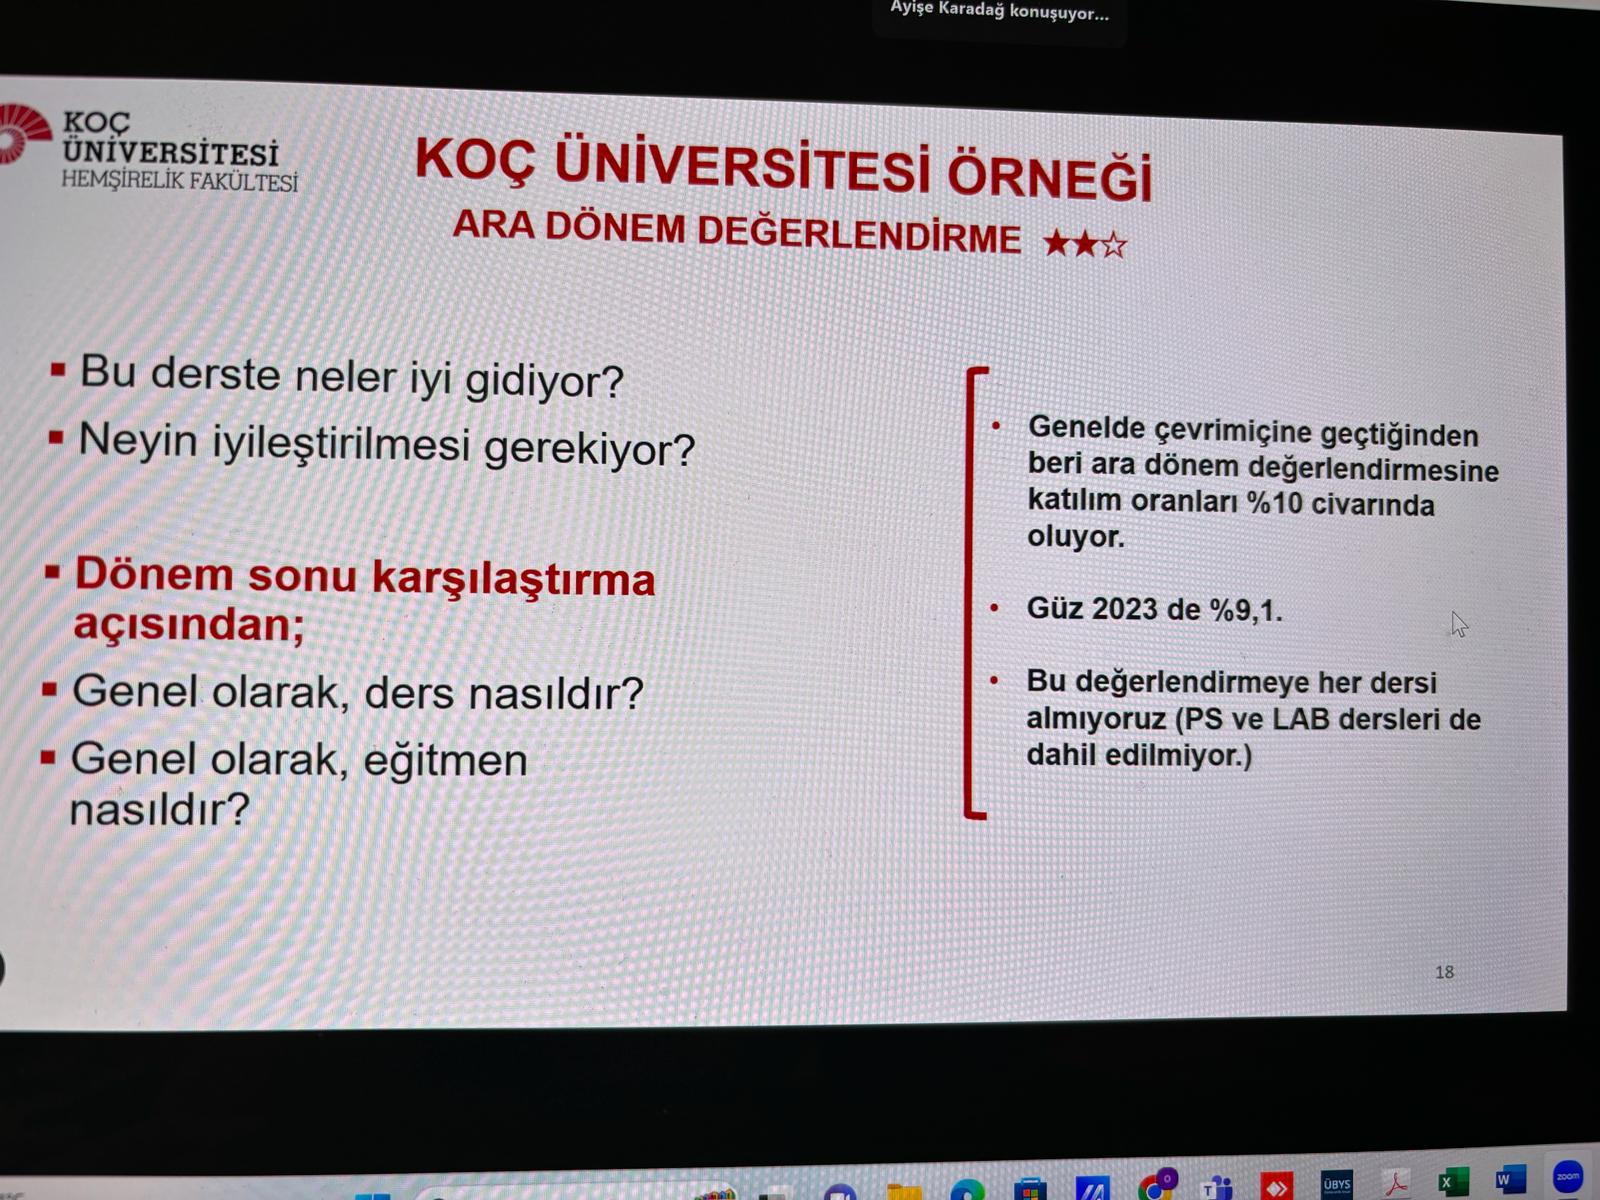 Ayişe Karadağ konuşuyor...
KOÇ
ÜNİVERSİTESİ
HEMŞİRELİK FAKÜLTESİ
KOÇ ÜNİVERSİTESİ ÖRNEĞİ
ARA DÖNEM DEĞERLENDİRME ★★☆
▪ Bu derste neler iyi gidiyor?
▪ Neyin iyileştirilmesi gerekiyor?
▪ Dönem sonu karşılaştırma
açısından;
▪ Genel olarak, ders nasıldır?
▪ Genel olarak, eğitmen
nasıldır?
• Genelde çevrimiçine geçtiğinden
beri ara dönem değerlendirmesine
katılım oranları %10 civarında
oluyor.
• Güz 2023 de %9,1.
• Bu değerlendirmeye her dersi
almıyoruz (PS ve LAB dersleri de
dahil edilmiyor.)
18
ÜBYS
zoom